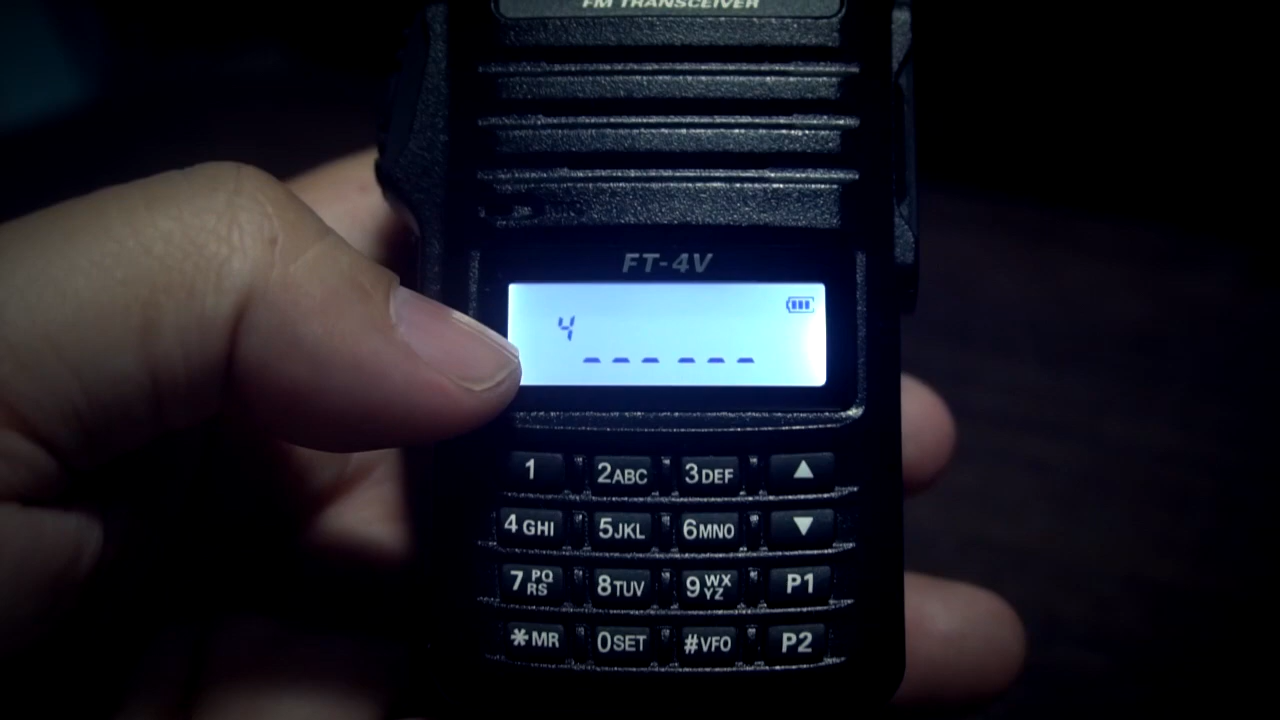 FM TRANSCEIVER
FT-4V
4
_ _ _ _ _ _
1 2ABC 3DEF ▲
4GHI 5JKL 6MNO ▼
7PQRS 8TUV 9WXYZ P1
*MR 0SET #VFO P2